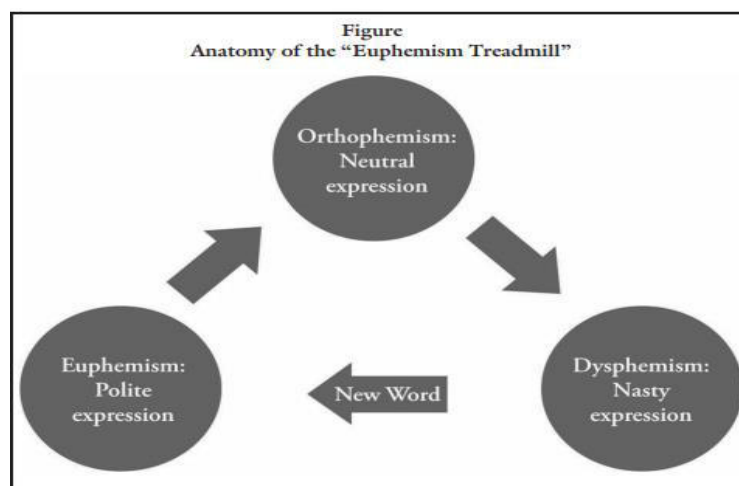 Figure
Anatomy of the “Euphemism Treadmill”
Orthophemism:
Neutral
expression
Euphemism:
Polite
expression
New Word
Dysphemism:
Nasty
expression